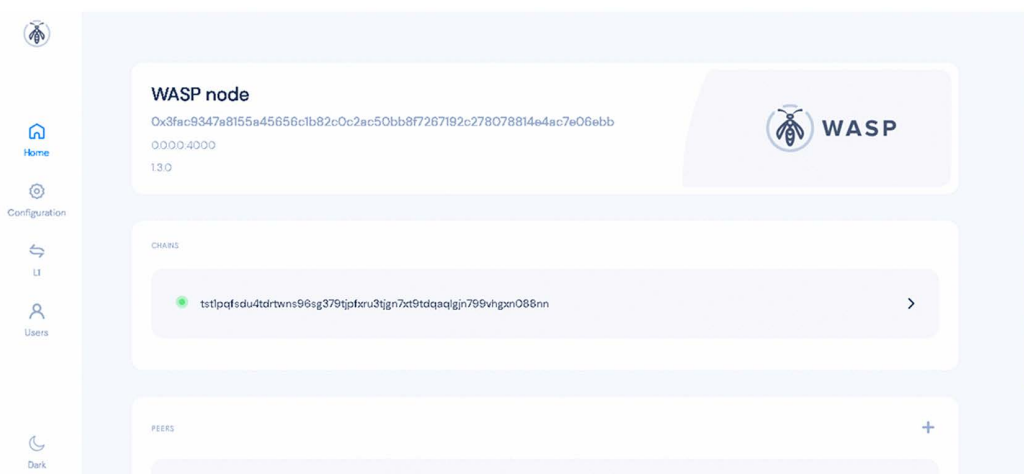 WASP node
0x3fac9347a8155a45656c1b82c0c2ac50bb8f7267192c278078814e4ac7e06ebb
0.0.0.0:4000
1.3.0
WASP
Home
Configuration
L1
Users
Dark
CHAINS
tst1pqfsdu4tdrtwns96sg379tjpfxru3tjgn7xt9tdqaqlgjn799vhgxn088nn
PEERS